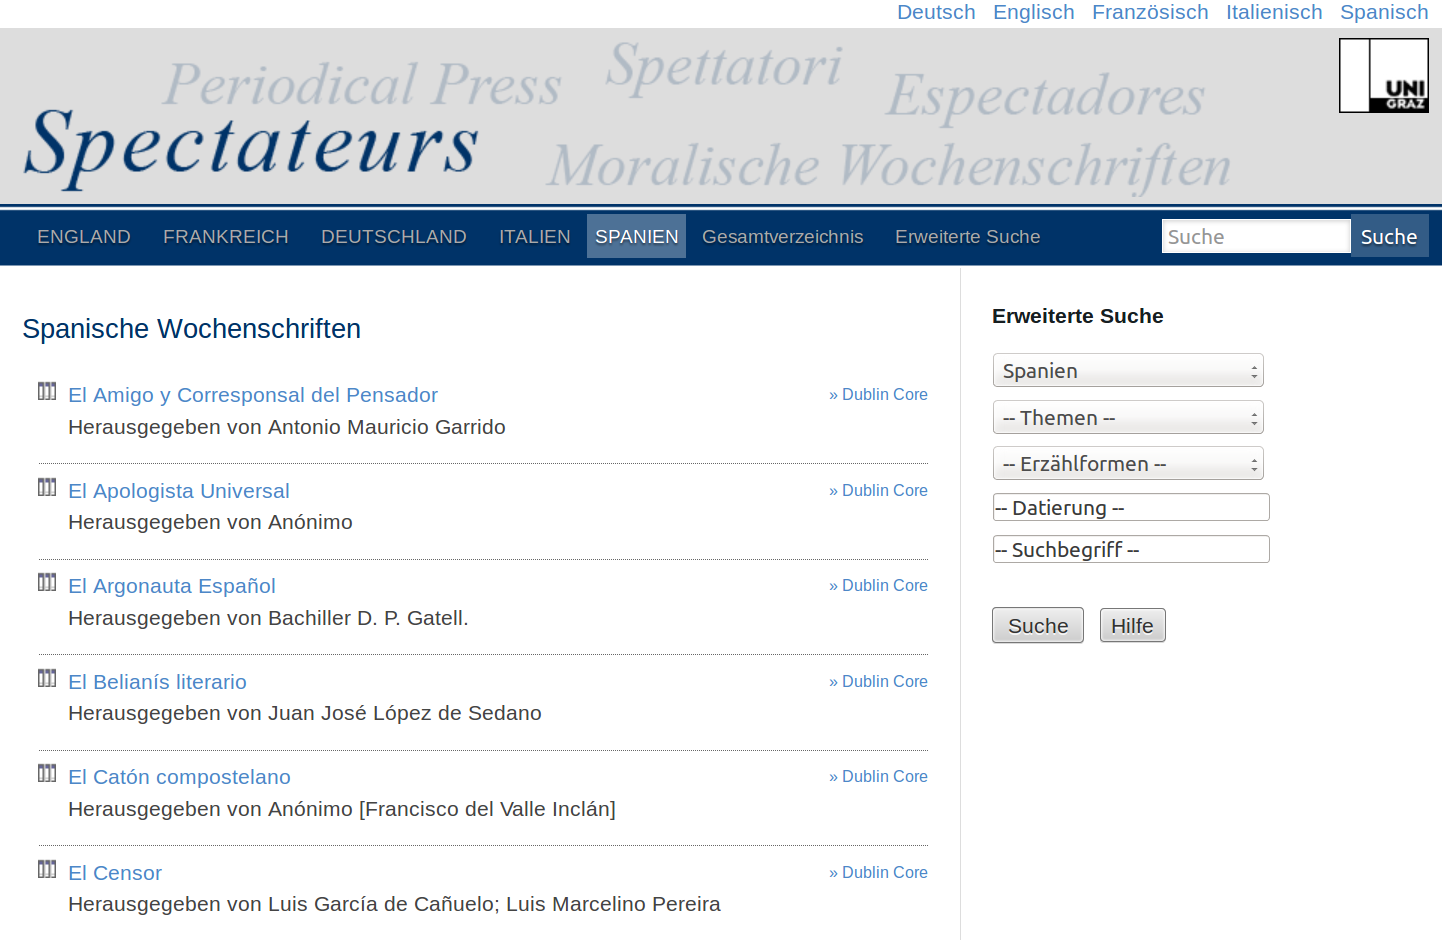 Deutsch Englisch Französisch Italienisch Spanisch
Periodical Press Spettatori Espectadores
Spectateurs Moralische Wochenschriften
UNI
GRAZ
ENGLAND FRANKREICH DEUTSCHLAND ITALIEN SPANIEN Gesamtverzeichnis Erweiterte Suche Suche Suche
Spanische Wochenschriften
El Amigo y Corresponsal del Pensador » Dublin Core
Herausgegeben von Antonio Mauricio Garrido
El Apologista Universal » Dublin Core
Herausgegeben von Anónimo
El Argonauta Español » Dublin Core
Herausgegeben von Bachiller D. P. Gatell.
El Belianís literario » Dublin Core
Herausgegeben von Juan José López de Sedano
El Catón compostelano » Dublin Core
Herausgegeben von Anónimo [Francisco del Valle Inclán]
El Censor » Dublin Core
Herausgegeben von Luis García de Cañuelo; Luis Marcelino Pereira
Erweiterte Suche
Spanien
-- Themen --
-- Erzählformen --
-- Datierung --
-- Suchbegriff --
Suche Hilfe